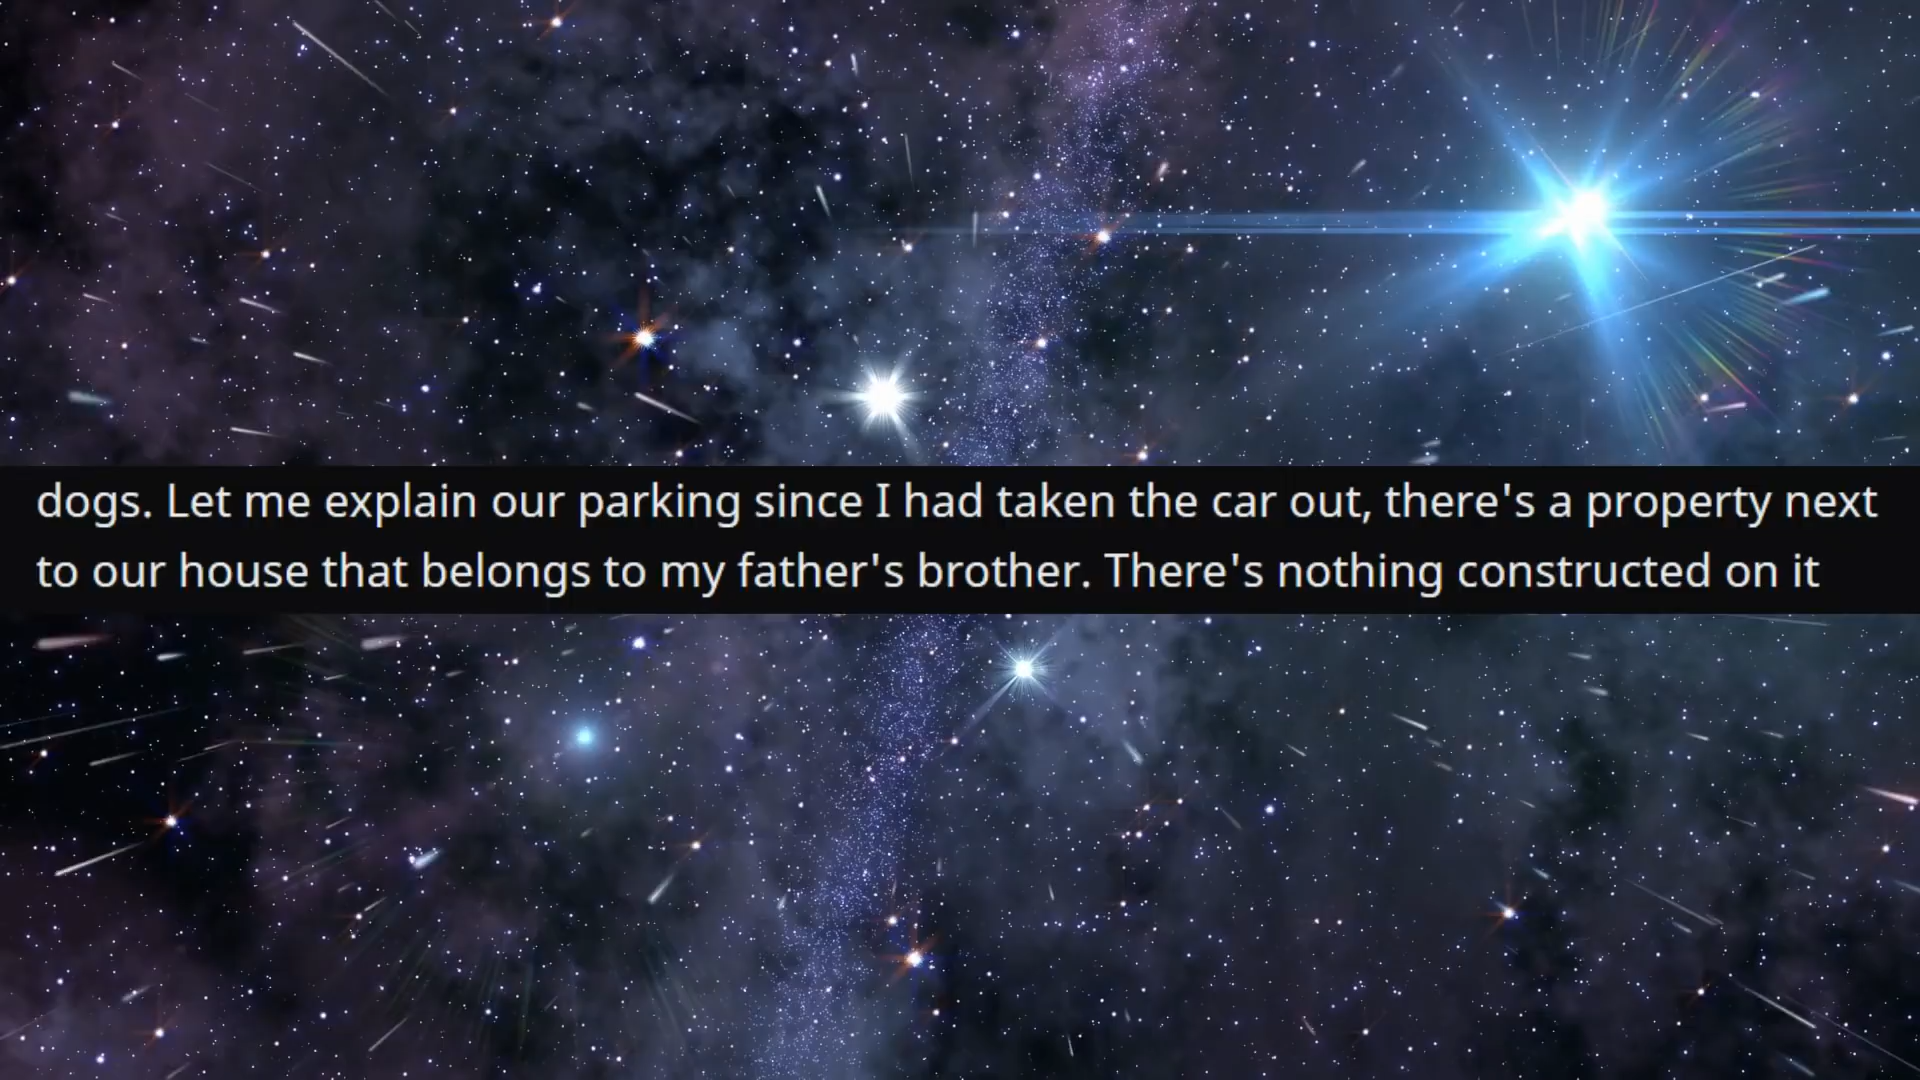 dogs. Let me explain our parking since I had taken the car out, there's a property next
to our house that belongs to my father's brother. There's nothing constructed on it